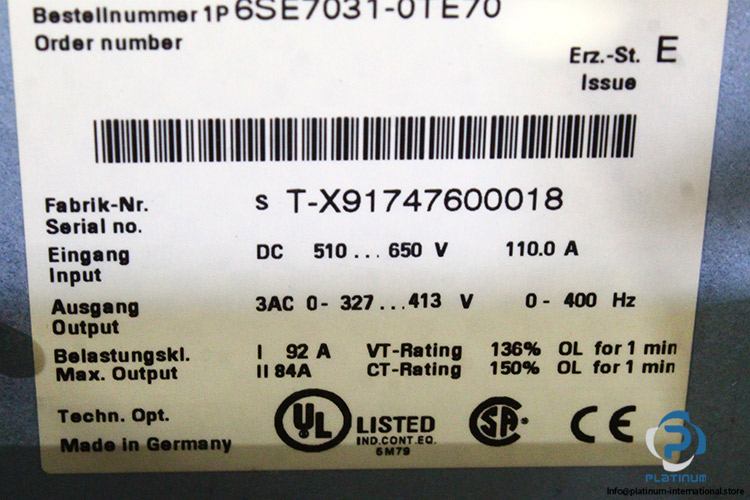 Bestellnummer 1P 6SE7031-0TE70
Order number
Erz.-St. E
Issue
Fabrik-Nr. S T-X91747600018
Serial no.
Eingang DC 510...650 V 110.0 A
Input
Ausgang 3AC 0- 327...413 V 0- 400 Hz
Output
Belastungskl. I 92 A VT-Rating 136% OL for 1 min
Max. Output II 84A CT-Rating 150% OL for 1 min
Techn. Opt.
Made in Germany
UL LISTED
IND.CONT.EQ.
5M79
SA
CE
PLATINUM
Info@platinum-international.store